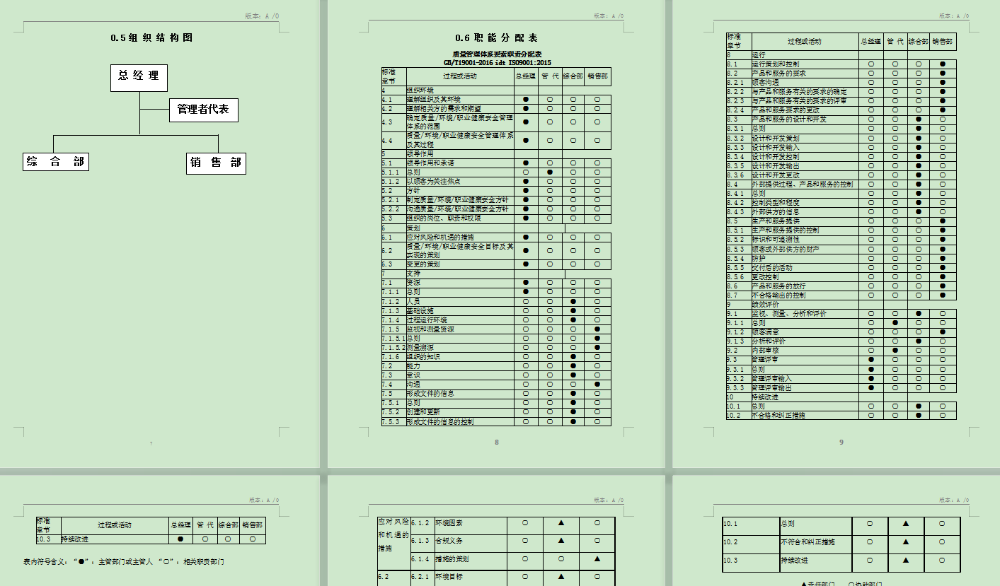 版本：A /0
0.5 组 织 结 构 图
总 经 理
管理者代表
综 合 部
销 售 部
7
版本：A /0
0.6 职 能 分 配 表
质量管理体系要素职责分配表
GB/T19001-2016 idt ISO9001:2015
标准章节 过程或活动 总经理 管 代 综合部 销售部
4 组织环境
4.1 理解组织及其环境 ● ○ ○ ○
4.2 理解相关方的需求和期望 ● ○ ○ ○
4.3 确定质量/环境/职业健康安全管理体系的范围 ● ○ ○ ○
4.4 质量/环境/职业健康安全管理体系及其过程 ● ○ ○ ○
5 领导作用
5.1 领导作用和承诺 ● ○ ○ ○
5.1.1 总则 ○ ● ○ ○
5.1.2 以顾客为关注焦点 ● ○ ○ ○
5.2 方针 ● ○ ○ ○
5.2.1 制定质量/环境/职业健康安全方针 ● ○ ○ ○
5.2.2 沟通质量/环境/职业健康安全方针 ● ○ ○ ○
5.3 组织的岗位、职责和权限 ● ○ ○ ○
6 策划
6.1 应对风险和机遇的措施 ● ○ ○ ○
6.2 质量/环境/职业健康安全目标及其实现的策划 ● ○ ○ ○
6.3 变更的策划 ● ○ ○ ○
7 支持
7.1 资源 ● ○ ○ ○
7.1.1 总则 ● ○ ○ ○
7.1.2 人员 ○ ○ ● ○
7.1.3 基础设施 ○ ○ ● ○
7.1.4 过程运行环境 ○ ○ ● ○
7.1.5 监视和测量资源 ○ ○ ○ ●
7.1.5.1 总则 ○ ○ ○ ●
7.1.5.2 测量溯源 ○ ○ ○ ●
7.1.6 组织的知识 ○ ○ ● ○
7.2 能力 ○ ○ ● ○
7.3 意识 ○ ○ ● ○
7.4 沟通 ○ ○ ○ ●
7.5 形成文件的信息 ○ ○ ● ○
7.5.1 总则 ○ ○ ● ○
7.5.2 创建和更新 ○ ○ ● ○
7.5.3 形成文件的信息的控制 ○ ○ ● ○
8
版本：A /0
标准章节 过程或活动 总经理 管 代 综合部 销售部
8 运行
8.1 运行策划和控制 ○ ○ ○ ●
8.2 产品和服务的要求 ○ ○ ○ ●
8.2.1 顾客沟通 ○ ○ ○ ●
8.2.2 与产品和服务有关的要求的确定 ○ ○ ○ ●
8.2.3 与产品和服务有关的要求的评审 ○ ○ ○ ●
8.2.4 产品和服务要求的更改 ○ ○ ○ ●
8.3 产品和服务的设计和开发 ○ ○ ● ○
8.3.1 总则 ○ ○ ● ○
8.3.2 设计和开发策划 ○ ○ ● ○
8.3.3 设计和开发输入 ○ ○ ● ○
8.3.4 设计和开发控制 ○ ○ ● ○
8.3.5 设计和开发输出 ○ ○ ● ○
8.3.6 设计和开发更改 ○ ○ ● ○
8.4 外部提供过程、产品和服务的控制 ○ ○ ● ○
8.4.1 总则 ○ ○ ● ○
8.4.2 控制类型和程度 ○ ○ ● ○
8.4.3 外部供方的信息 ○ ○ ● ○
8.5 生产和服务提供 ○ ○ ○ ●
8.5.1 生产和服务提供的控制 ○ ○ ○ ●
8.5.2 标识和可追溯性 ○ ○ ○ ●
8.5.3 顾客或外部供方的财产 ○ ○ ○ ●
8.5.4 防护 ○ ○ ○ ●
8.5.5 交付后的活动 ○ ○ ○ ●
8.5.6 更改控制 ○ ○ ○ ●
8.6 产品和服务的放行 ○ ○ ○ ●
8.7 不合格输出的控制 ○ ○ ○ ●
9 绩效评价
9.1 监视、测量、分析和评价 ○ ○ ● ○
9.1.1 总则 ○ ● ○ ○
9.1.2 顾客满意 ○ ○ ○ ●
9.1.3 分析和评价 ○ ○ ● ○
9.2 内部审核 ○ ● ○ ○
9.3 管理评审 ● ○ ○ ○
9.3.1 总则 ● ○ ○ ○
9.3.2 管理评审输入 ● ○ ○ ○
9.3.3 管理评审输出 ● ○ ○ ○
10 持续改进
10.1 总则 ○ ○ ● ○
10.2 不合格和纠正措施 ○ ○ ● ○
9
版本：A /0
标准章节 过程或活动 总经理 管 代 综合部 销售部
10.3 持续改进 ● ○ ○ ○
表内符号含义：“●”：主管部门或主管人 “○”：相关职责部门
版本：A /0
应对风险和机遇的措施 6.1.2 环境因素 ○ ▲ ○
6.1.3 合规义务 ○ ▲ ○
6.1.4 措施的策划 ○ ○ ▲
6.2 6.2.1 环境目标 ○ ▲ ○
版本：A /0
10.1 总则 ○ ▲ ○
10.2 不符合和纠正措施 ○ ▲ ○
10.3 持续改进 ○ ▲ ○
▲责任部门 ○协助部门